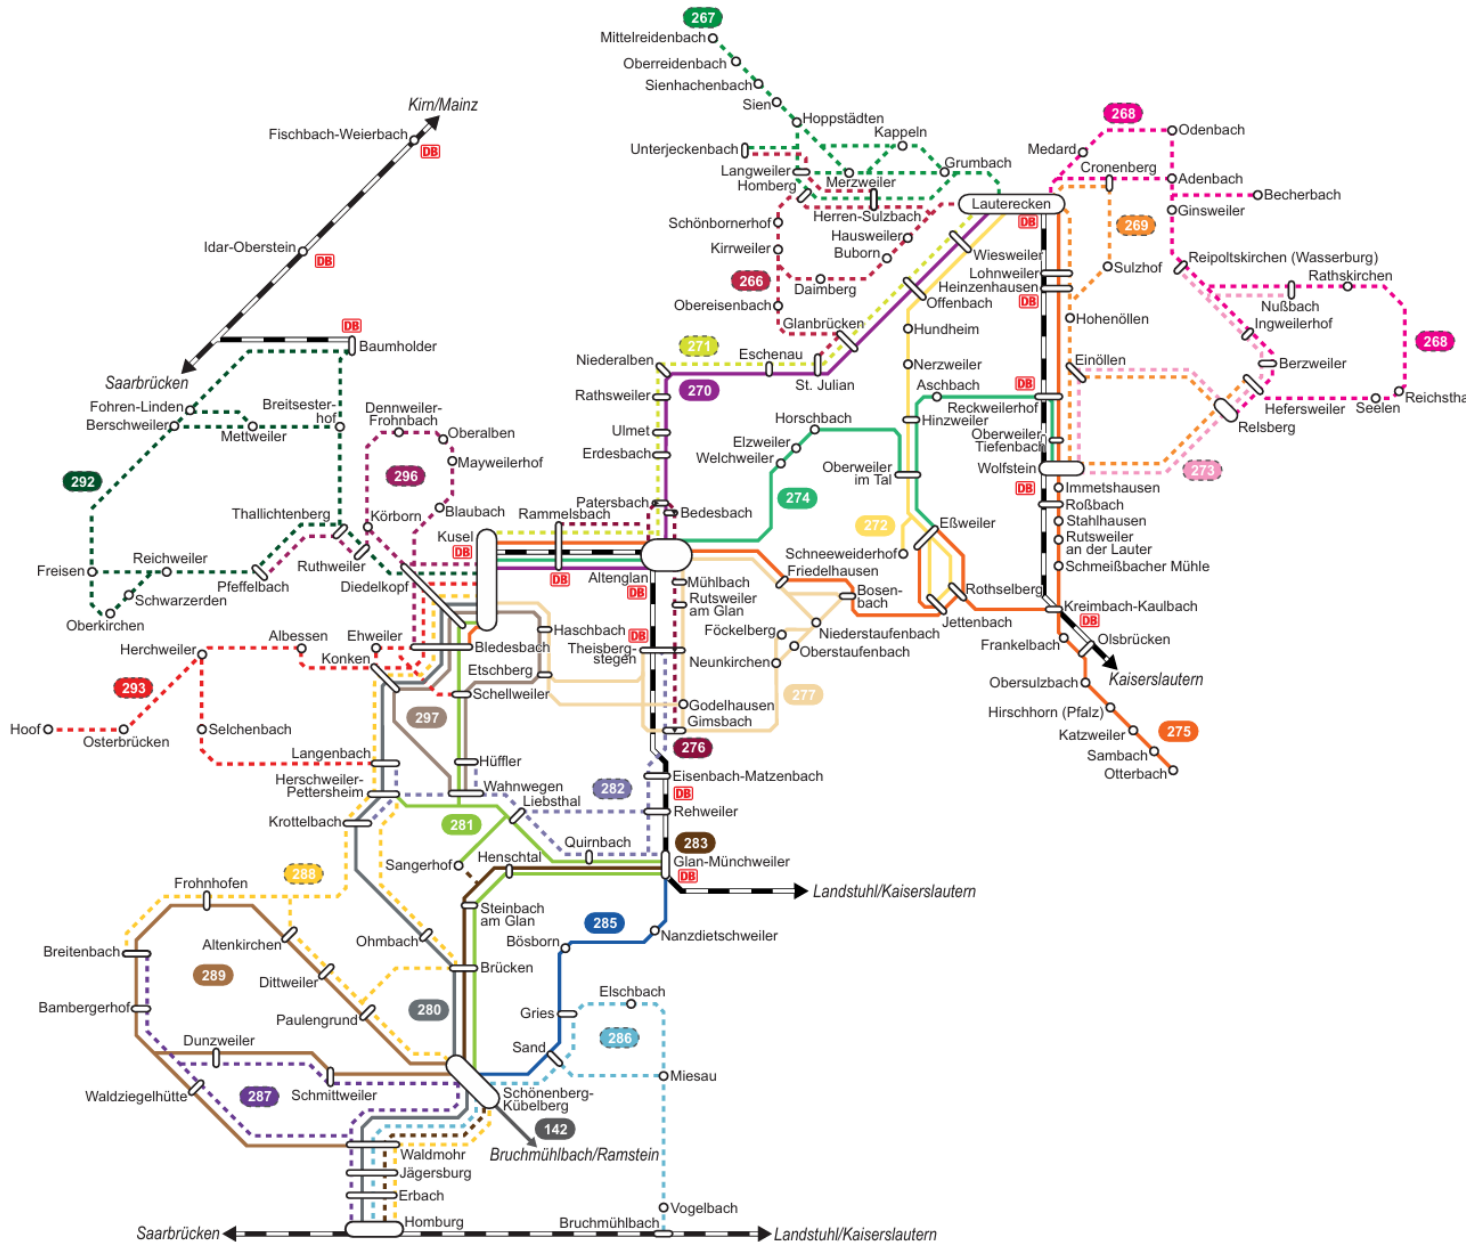 267
Mittelreidenbach
Oberreidenbach
Sienhachenbach
Sien
Hoppstädten
Kappeln
Unterjeckenbach
Langweiler
Homberg
Merzweiler
Grumbach
Herren-Sulzbach
Lauterecken
DB
268
Odenbach
Medard
Cronenberg
Adenbach
Becherbach
Ginsweiler
269
Sulzhof
Reipoltskirchen (Wasserburg)
Rathskirchen
Nußbach
Ingweilerhof
268
Berzweiler
Hefersweiler
Seelen
Reichstha
Relsberg
273
Kirn/Mainz
Fischbach-Weierbach
DB
Idar-Oberstein
DB
DB
Baumholder
Saarbrücken
Fohren-Linden
Berschweiler
Mettweiler
Breitsester-
hof
292
Thallichtenberg
Freisen
Reichweiler
Schwarzerden
Oberkirchen
Pfeffelbach
Ruthweiler
Dennweiler-
Frohnbach
Oberalben
Mayweilerhof
296
Blaubach
Körborn
Diedelkopf
Kusel
DB
Schönbornerhof
Kirrweiler
Hausweiler
Buborn
266
Daimberg
Obereisenbach
Glanbrücken
Wiesweiler
Offenbach
Hundheim
Nerzweiler
Aschbach
Hinzweiler
Lohnweiler
Heinzenhausen
DB
Hohenöllen
Einöllen
DB
Reckweilerhof
Oberweiler
Tiefenbach
Wolfstein
DB
Immetshausen
Roßbach
Stahlhausen
Rutsweiler
an der Lauter
Schmeißbacher Mühle
Kreimbach-Kaulbach
DB
Olsbrücken
Frankelbach
Kaiserslautern
Obersulzbach
Hirschhorn (Pfalz)
Katzweiler
275
Sambach
Otterbach
271
Niederalben
Eschenau
St. Julian
270
Rathsweiler
Ulmet
Erdesbach
Patersbach
Bedesbach
Rammelsbach
DB
Altenglan
DB
Horschbach
Elzweiler
Welchweiler
274
Oberweiler
im Tal
272
Schneeweiderhof
Eßweiler
Friedelhausen
Bosen-
bach
Rothselberg
Jettenbach
Mühlbach
Rutsweiler
am Glan
Föckelberg
Niederstaufenbach
Oberstaufenbach
Neunkirchen
277
DB
Theisberg-
stegen
Godelhausen
Gimsbach
276
Haschbach
Etschberg
Bledesbach
Schellweiler
Albessen
Ehweiler
Konken
Herchweiler
293
Hoof
Osterbrücken
Selchenbach
297
Langenbach
Herschweiler-
Pettersheim
Hüffler
Wahnwegen
Liebsthal
282
Eisenbach-Matzenbach
DB
Rehweiler
Krottelbach
281
Quirnbach
283
Glan-Münchweiler
DB
Sangerhof
Henschtal
Landstuhl/Kaiserslautern
288
Frohnhofen
Steinbach
am Glan
285
Nanzdietschweiler
Bösborn
Altenkirchen
Ohmbach
Breitenbach
289
Dittweiler
Brücken
Bambergerhof
Paulengrund
280
Elschbach
Gries
286
Sand
Dunzweiler
Waldziegelhütte
287
Schmittweiler
Miesau
Schönenberg-
Kübelberg
142
Bruchmühlbach/Ramstein
Waldmohr
Jägersburg
Erbach
Vogelbach
Saarbrücken
Homburg
Bruchmühlbach
Landstuhl/Kaiserslautern